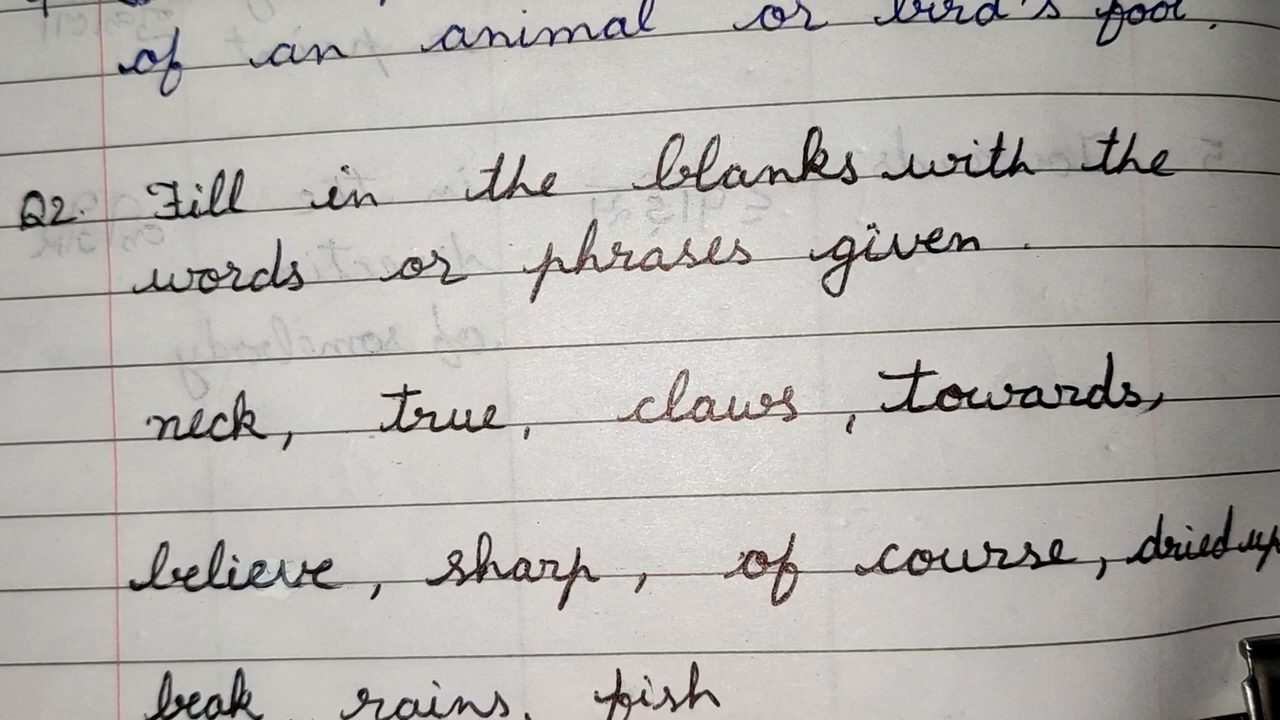 of an animal or bird's foot.
Q2. Fill in the blanks with the
words or phrases given.
neck, true, claws, towards,
believe, sharp, of course, dried up
beak rains, fish